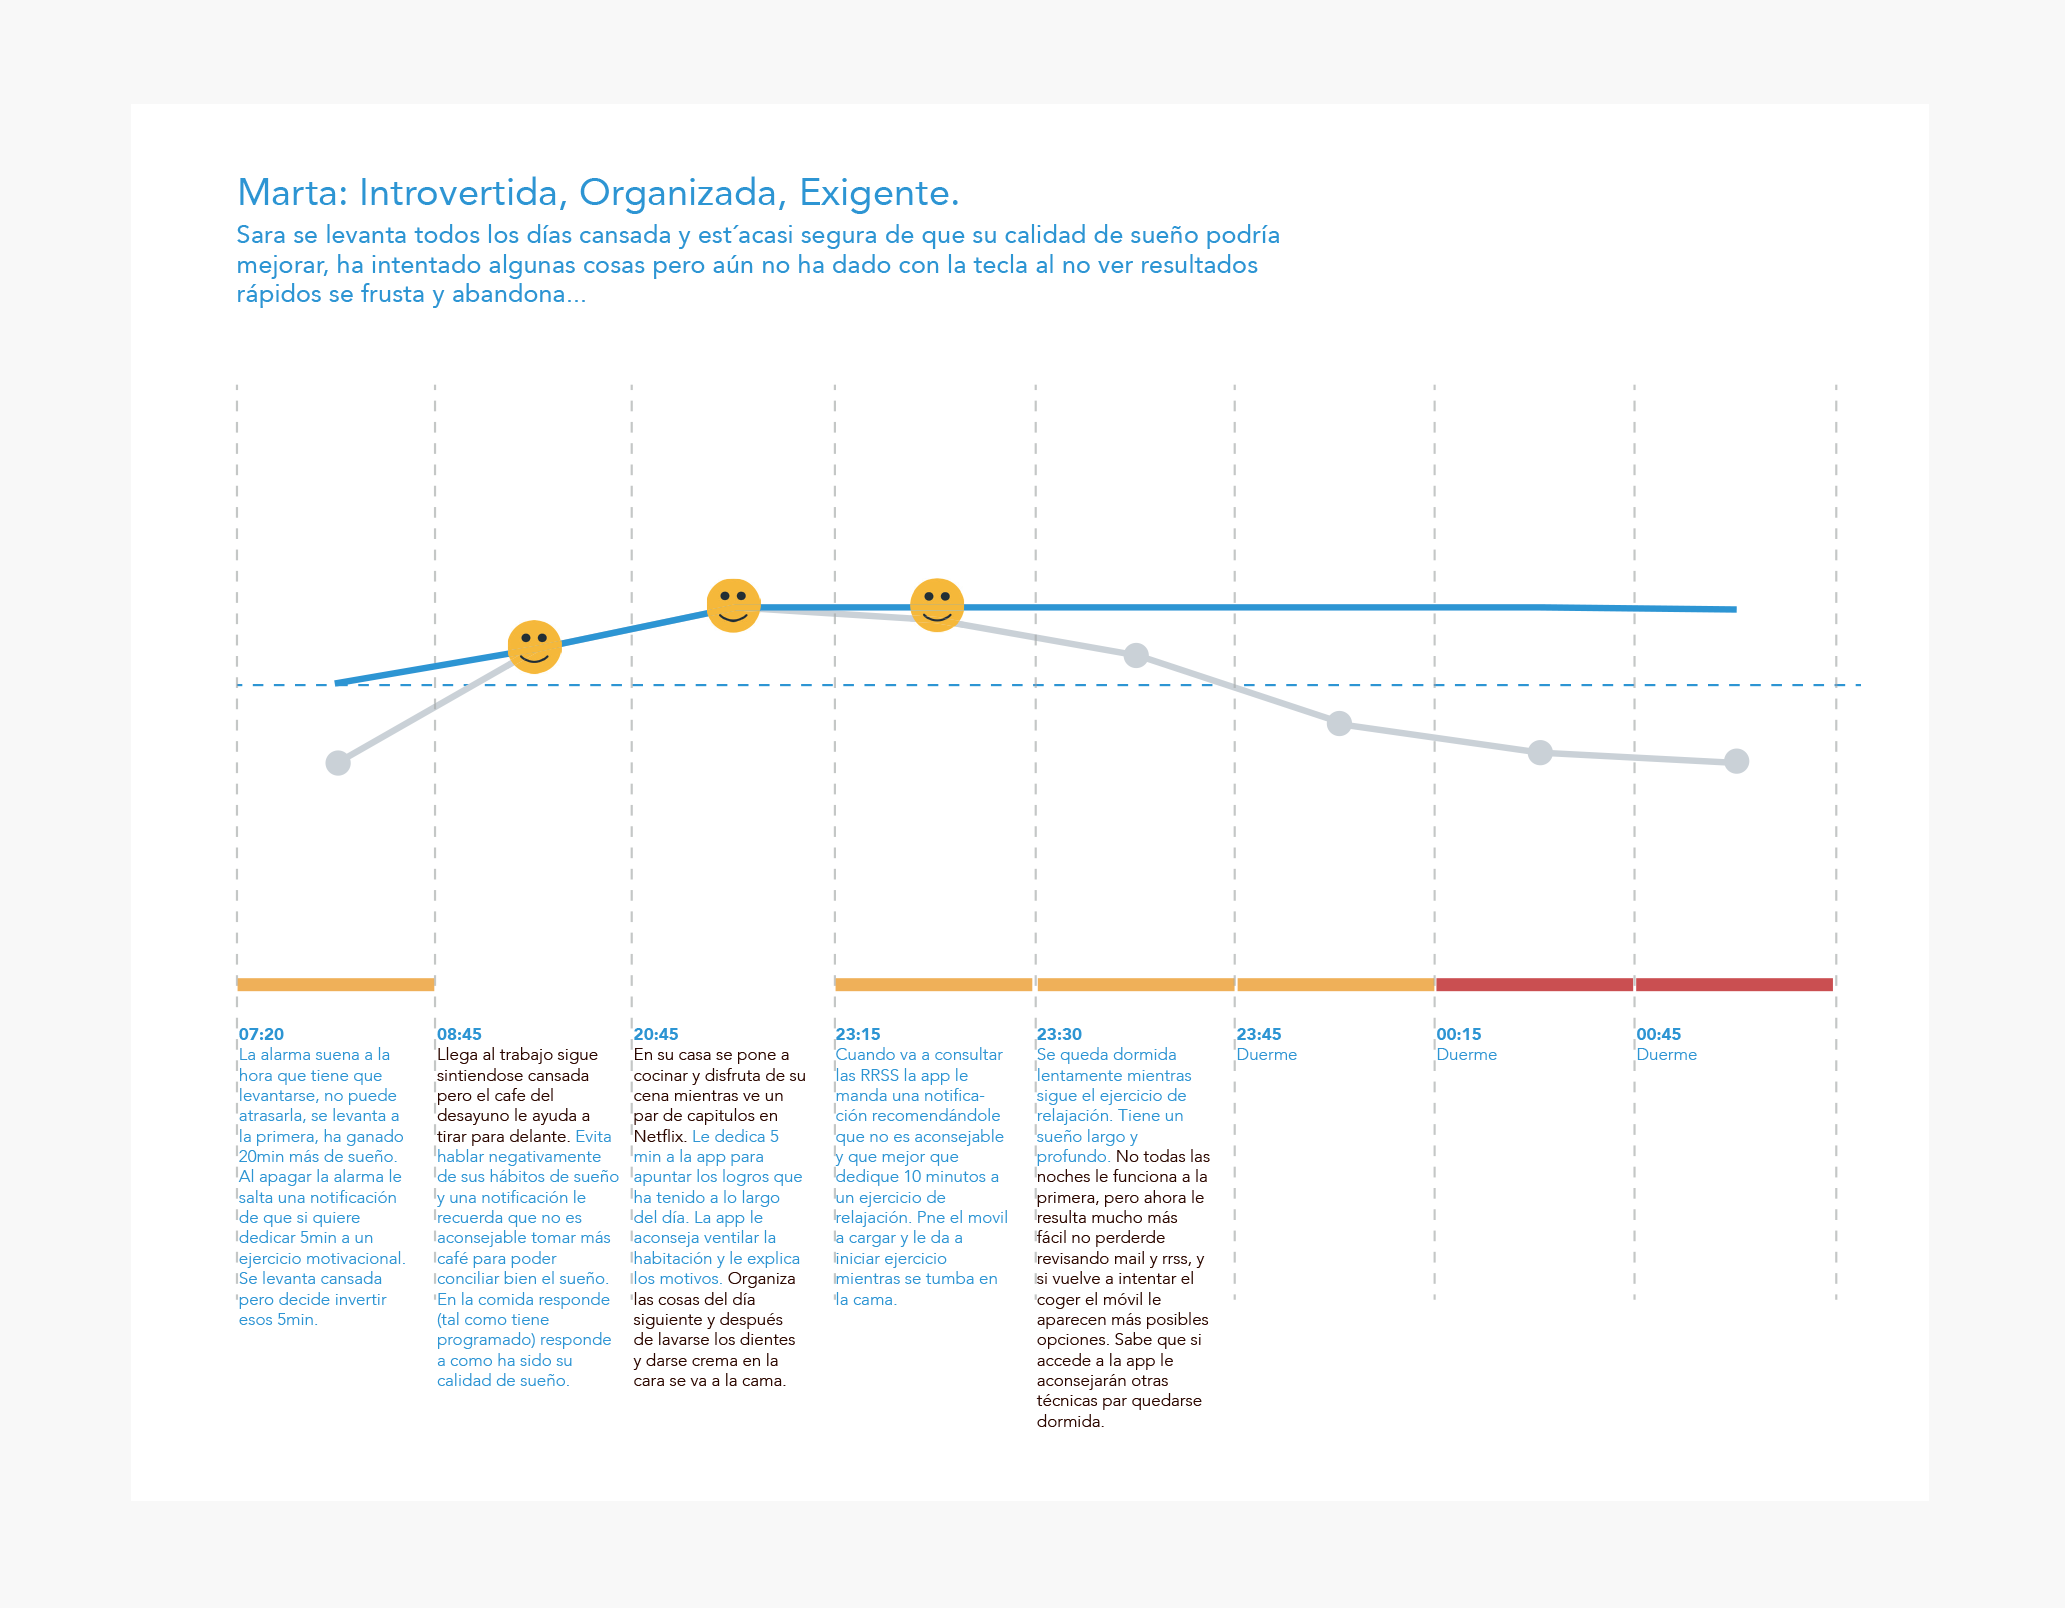 Marta: Introvertida, Organizada, Exigente.
Sara se levanta todos los días cansada y est´acasi segura de que su calidad de sueño podría
mejorar, ha intentado algunas cosas pero aún no ha dado con la tecla al no ver resultados
rápidos se frusta y abandona...
07:20
La alarma suena a la
hora que tiene que
levantarse, no puede
atrasarla, se levanta a
la primera, ha ganado
20min más de sueño.
Al apagar la alarma le
salta una notificación
de que si quiere
dedicar 5min a un
ejercicio motivacional.
Se levanta cansada
pero decide invertir
esos 5min.
08:45
Llega al trabajo sigue
sintiendose cansada
pero el cafe del
desayuno le ayuda a
tirar para delante. Evita
hablar negativamente
de sus hábitos de sueño
y una notificación le
recuerda que no es
aconsejable tomar más
café para poder
conciliar bien el sueño.
En la comida responde
(tal como tiene
programado) responde
a como ha sido su
calidad de sueño.
20:45
En su casa se pone a
cocinar y disfruta de su
cena mientras ve un
par de capitulos en
Netflix. Le dedica 5
min a la app para
apuntar los logros que
ha tenido a lo largo
del día. La app le
aconseja ventilar la
habitación y le explica
los motivos. Organiza
las cosas del día
siguiente y después
de lavarse los dientes
y darse crema en la
cara se va a la cama.
23:15
Cuando va a consultar
las RRSS la app le
manda una notifica-
ción recomendándole
que no es aconsejable
y que mejor que
dedique 10 minutos a
un ejercicio de
relajación. Pne el movil
a cargar y le da a
iniciar ejercicio
mientras se tumba en
la cama.
23:30
Se queda dormida
lentamente mientras
sigue el ejercicio de
relajación. Tiene un
sueño largo y
profundo. No todas las
noches le funciona a la
primera, pero ahora le
resulta mucho más
fácil no perderde
revisando mail y rrss, y
si vuelve a intentar el
coger el móvil le
aparecen más posibles
opciones. Sabe que si
accede a la app le
aconsejarán otras
técnicas par quedarse
dormida.
23:45
Duerme
00:15
Duerme
00:45
Duerme